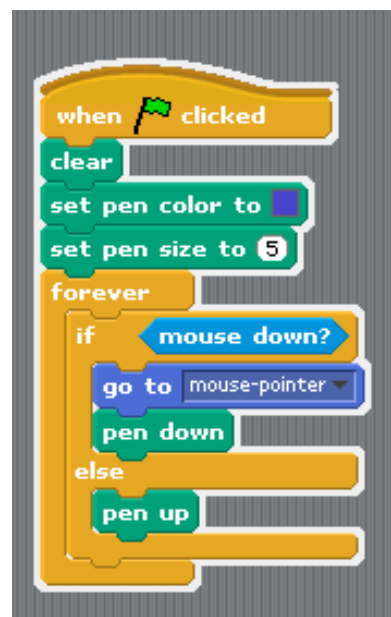 when clicked
clear
set pen color to
set pen size to 5
forever
if mouse down?
go to mouse-pointer
pen down
else
pen up